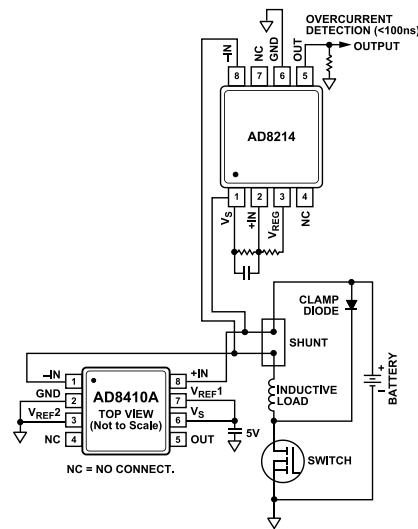 OVERCURRENT
DETECTION (<100ns)
OUTPUT
–IN
NC
GND
OUT
8
7
6
5
AD8214
1
2
3
4
VS
+IN
VREG
NC
CLAMP
DIODE
SHUNT
BATTERY
+
–
INDUCTIVE
LOAD
SWITCH
–IN
1
8
+IN
AD8410A
GND
2
7
VREF1
TOP VIEW
(Not to Scale)
VREF2
3
6
VS
NC
4
5
OUT
5V
NC = NO CONNECT.